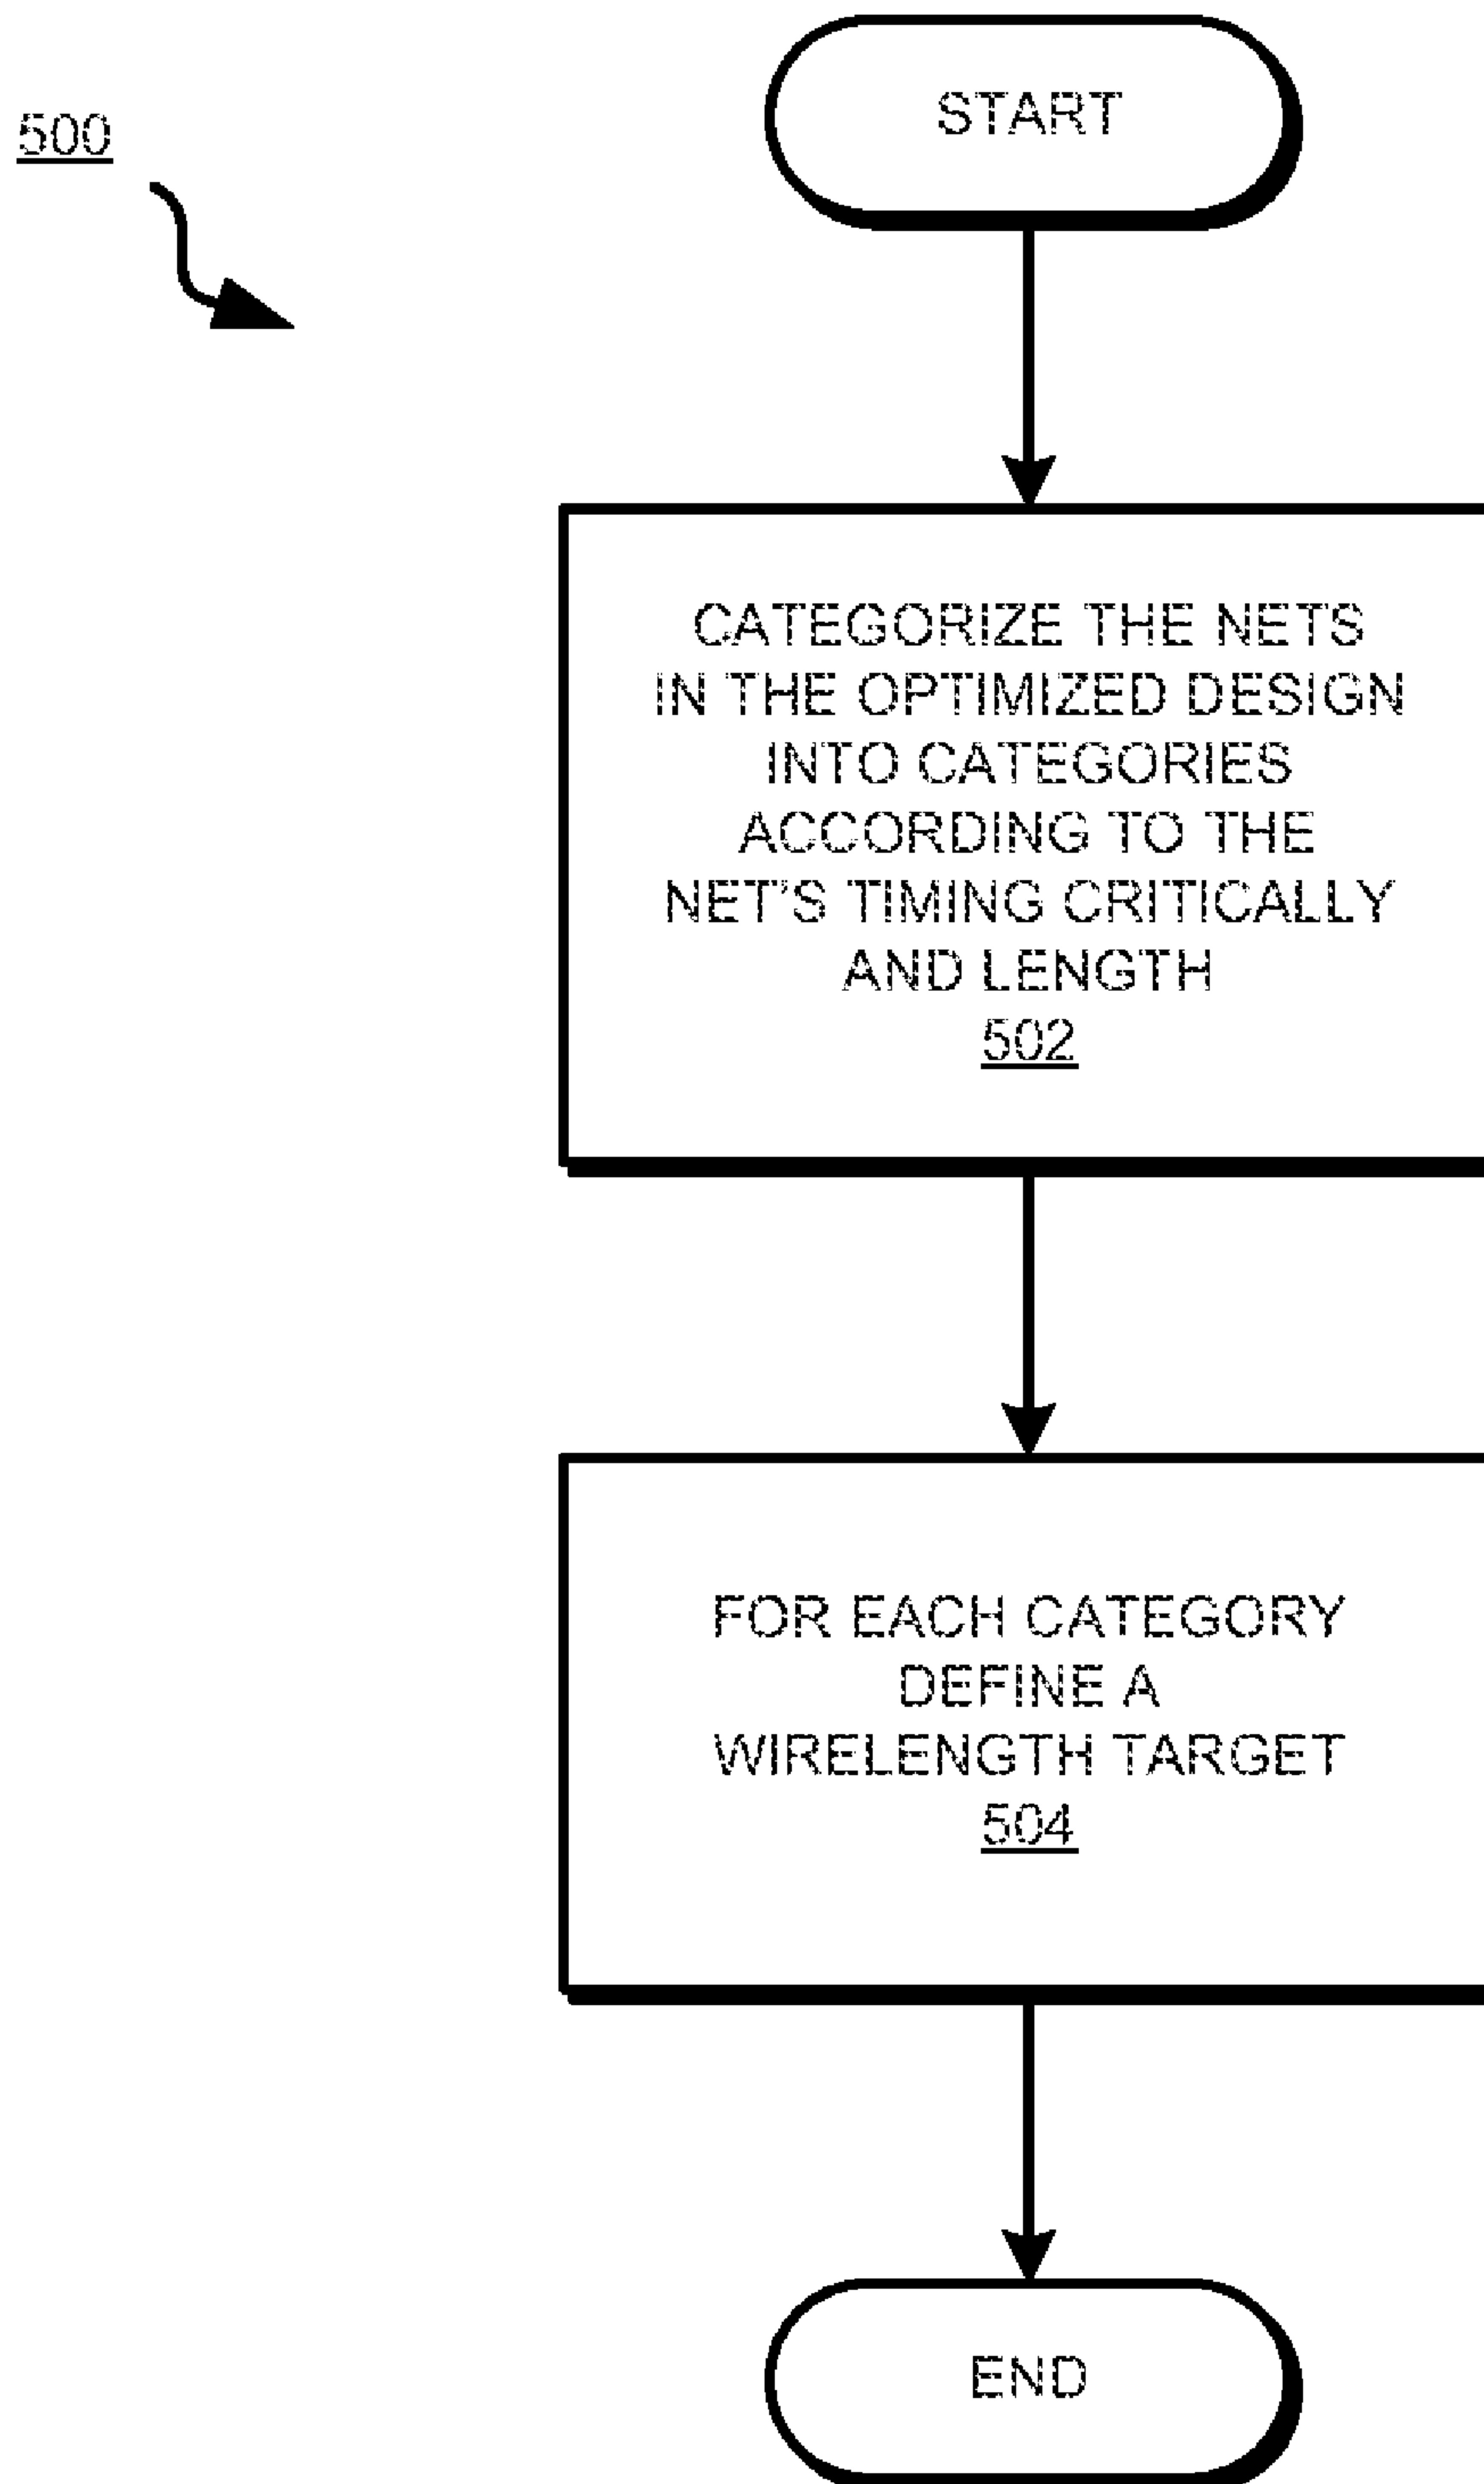 500
START
CATEGORIZE THE NETS
IN THE OPTIMIZED DESIGN
INTO CATEGORIES
ACCORDING TO THE
NET'S TIMING CRITICALLY
AND LENGTH
502
FOR EACH CATEGORY
DEFINE A
WIRELENGTH TARGET
504
END